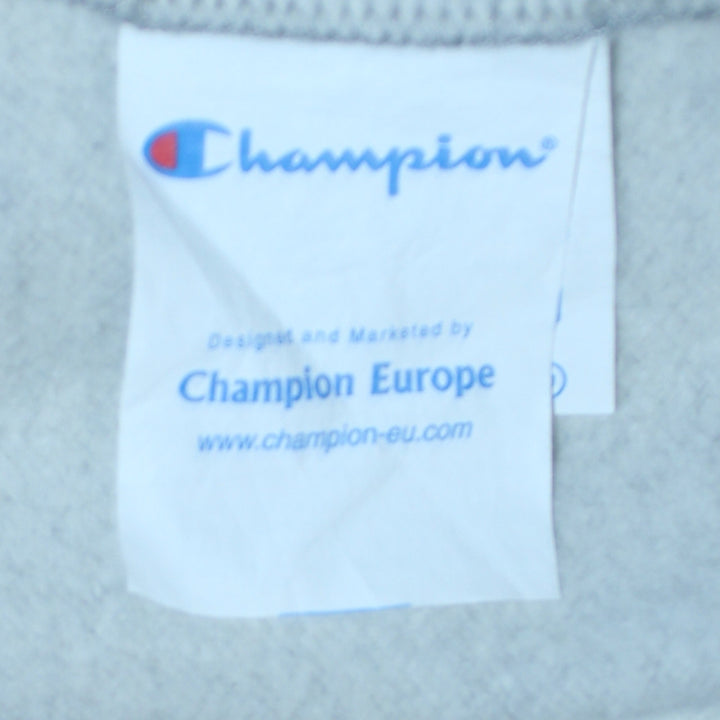 Champion®
Designed and Marketed by
Champion Europe
www.champion-eu.com